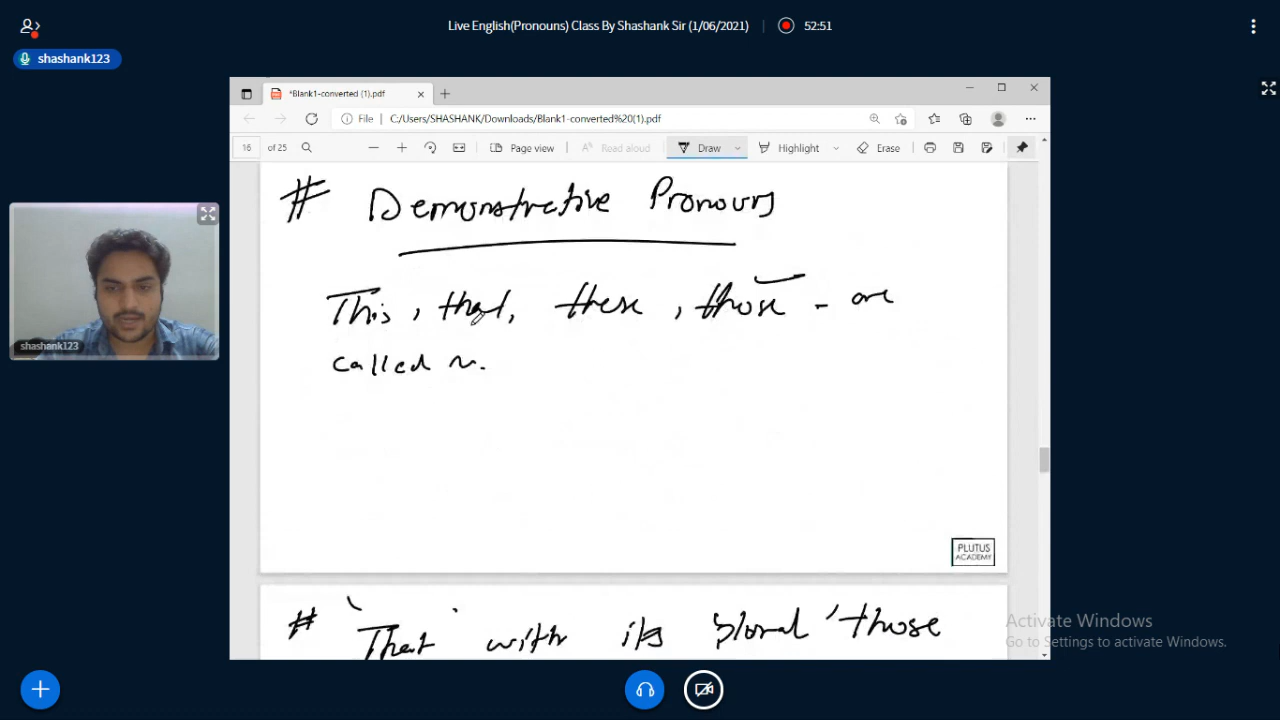 Live English(Pronouns) Class By Shashank Sir (1/06/2021) | 52:51
shashank123
*Blank1-converted (1).pdf
File | C:/Users/SHASHANK/Downloads/Blank1-converted%20(1).pdf
16 of 25 Page view Read aloud Draw Highlight Erase
# Demonstrative Pronouns
This, that, these, those - are
called
shashank123
PLUTUS
ACADEMY
# 'That' with its plural 'those
Activate Windows
Go to Settings to activate Windows.